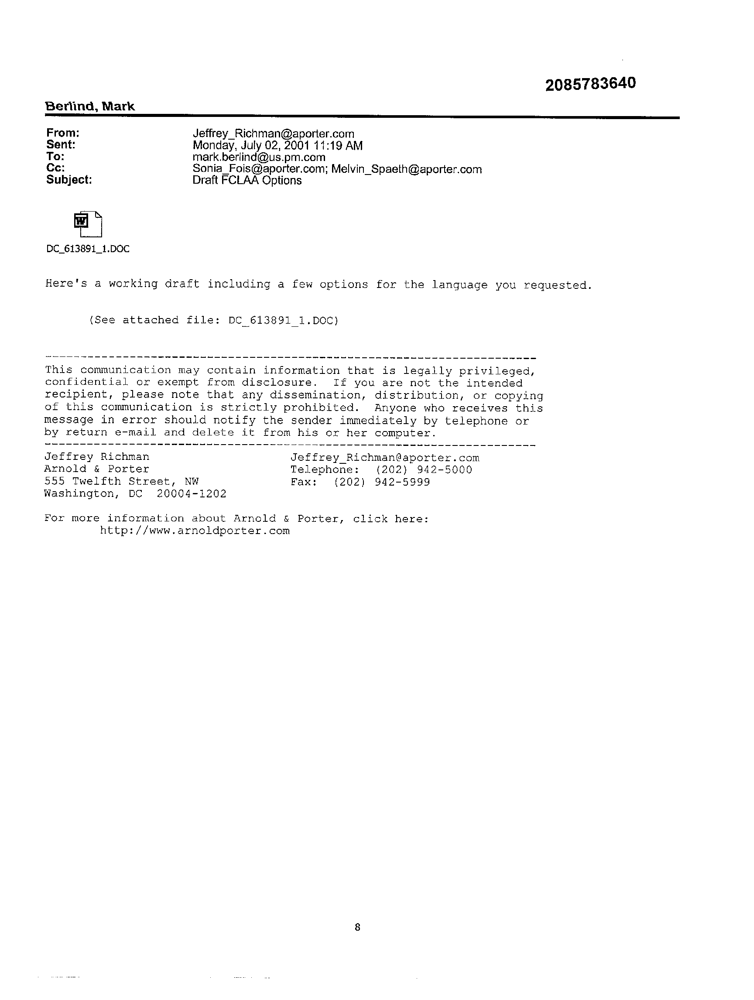 2085783640
Berlind, Mark
From: Jeffrey_Richman@aporter.com
Sent: Monday, July 02, 2001 11:19 AM
To: mark.berlind@us.pm.com
Cc: Sonia_Fois@aporter.com; Melvin_Spaeth@aporter.com
Subject: Draft FCLAA Options
W
DC_613891_1.DOC
Here's a working draft including a few options for the language you requested.
(See attached file: DC_613891_1.DOC)
This communication may contain information that is legally privileged,
confidential or exempt from disclosure. If you are not the intended
recipient, please note that any dissemination, distribution, or copying
of this communication is strictly prohibited. Anyone who receives this
message in error should notify the sender immediately by telephone or
by return e-mail and delete it from his or her computer.
Jeffrey Richman Jeffrey_Richman@aporter.com
Arnold & Porter Telephone: (202) 942-5000
555 Twelfth Street, NW Fax: (202) 942-5999
Washington, DC 20004-1202
For more information about Arnold & Porter, click here:
http://www.arnoldporter.com
8